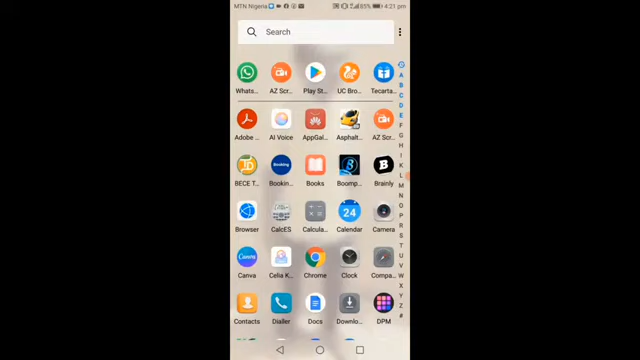 MTN Nigeria 85% 4:21 pm
Search
Whats... AZ Scr... Play St... UC Bro... Tecarta...
A
B
C
D
E
F
G
H
I
K
L
M
N
O
P
R
S
T
U
V
W
X
Y
Z
#
Adobe ... AI Voice AppGal... Asphalt... AZ Scr...
BECE T... Bookin... Books Boomp... Brainly
Booking
24
Browser CalcES Calcula... Calendar Camera
Canva
Canva Celia K... Chrome Clock Compa...
Contacts Dialler Docs Downlo... DPM